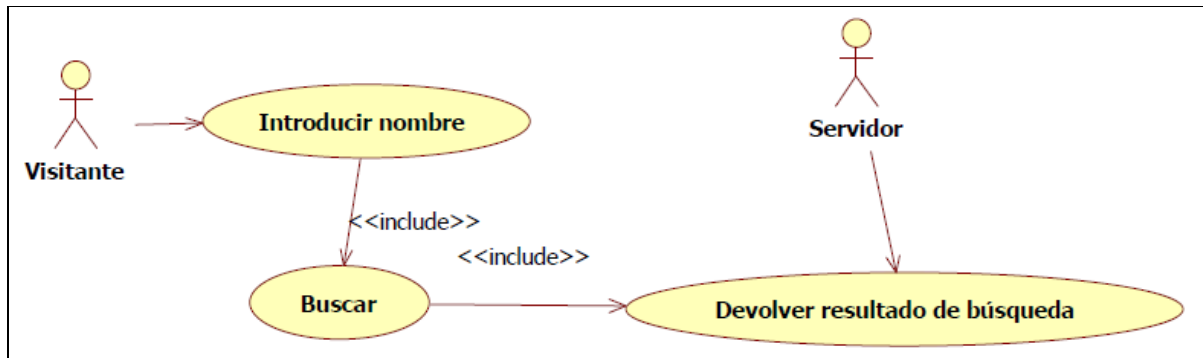 Visitante
Introducir nombre
Servidor
<<include>>
<<include>>
Buscar
Devolver resultado de búsqueda